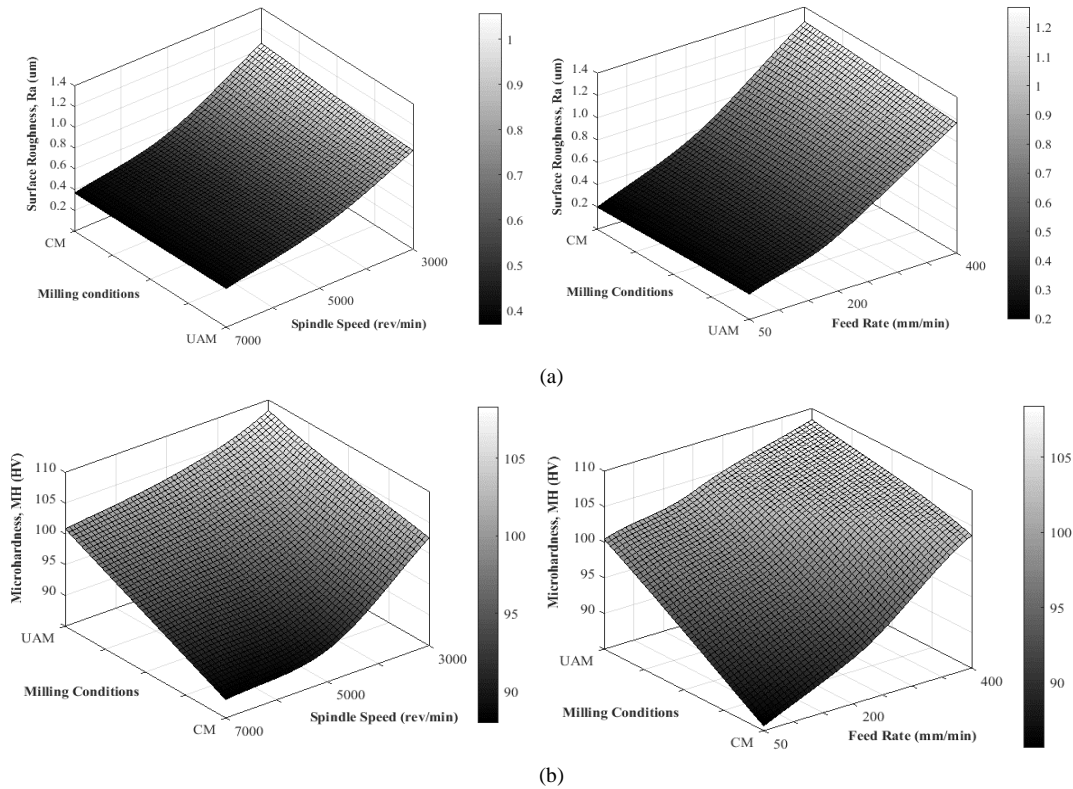 Surface Roughness, Ra (um)
1.4
1.2
1.0
0.8
0.6
0.4
0.2
CM
Milling conditions
UAM
7000
5000
3000
Spindle Speed (rev/min)
1
0.9
0.8
0.7
0.6
0.5
0.4
Surface Roughness, Ra (um)
1.4
1.2
1.0
0.8
0.6
0.4
0.2
CM
Milling Conditions
UAM
50
200
400
Feed Rate (mm/min)
1.2
1.1
1
0.9
0.8
0.7
0.6
0.5
0.4
0.3
0.2
(a)
Microhardness, MH (HV)
110
105
100
95
90
UAM
Milling Conditions
CM
7000
5000
3000
Spindle Speed (rev/min)
105
100
95
90
Microhardness, MH (HV)
110
105
100
95
90
UAM
Milling Conditions
CM
50
200
400
Feed Rate (mm/min)
105
100
95
90
(b)